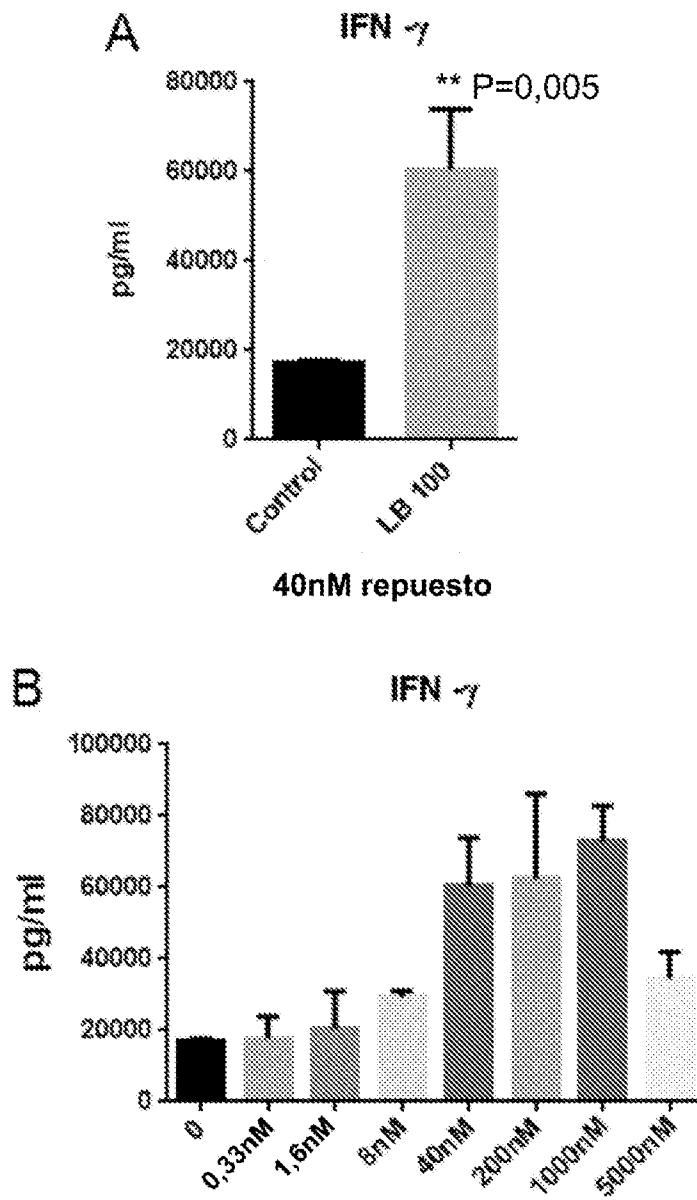 A
IFN -γ
** P=0,005
pg/ml
80000
60000
40000
20000
0
Control
LB 100
40nM repuesto
B
IFN -γ
pg/ml
100000
80000
60000
40000
20000
0
0
0,33nM
1,6nM
8nM
40nM
200nM
1000nM
5000nM